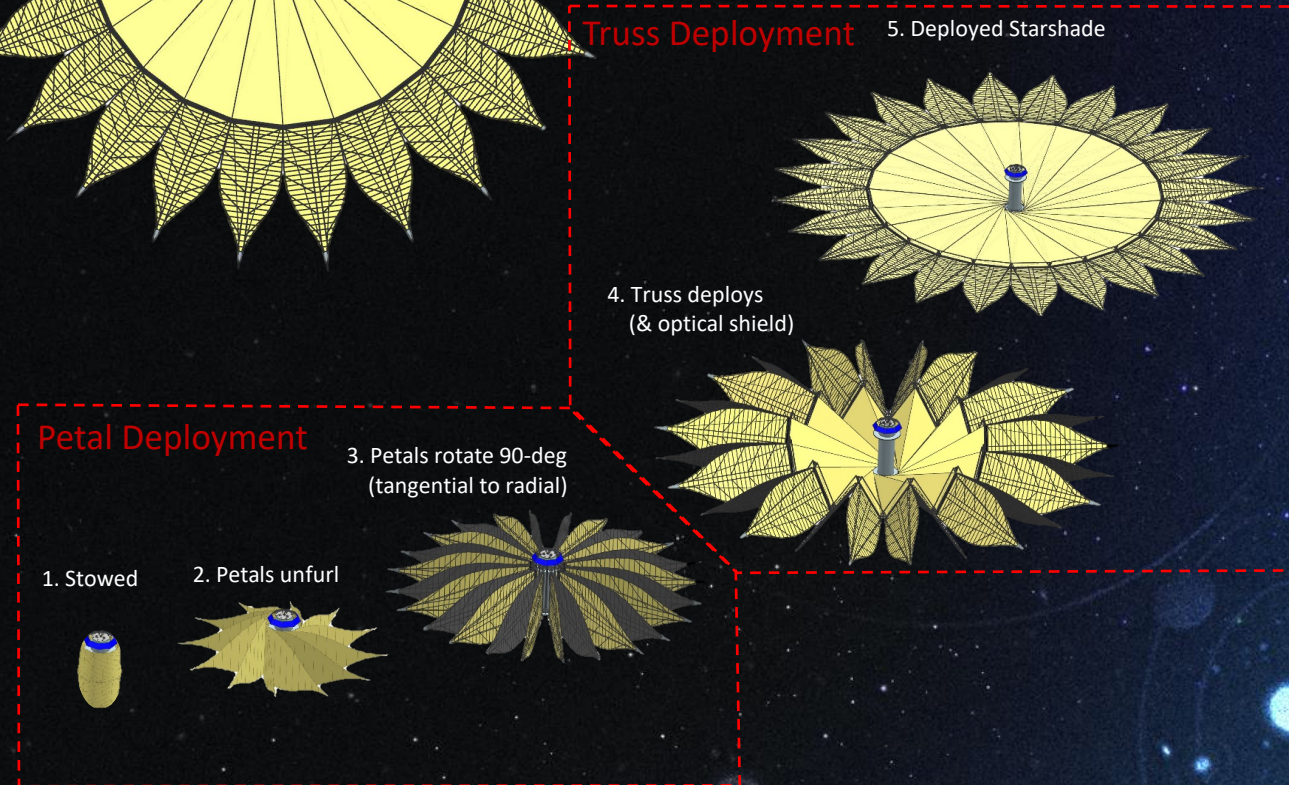 Truss Deployment
5. Deployed Starshade
4. Truss deploys
(& optical shield)
Petal Deployment
3. Petals rotate 90-deg
(tangential to radial)
1. Stowed
2. Petals unfurl